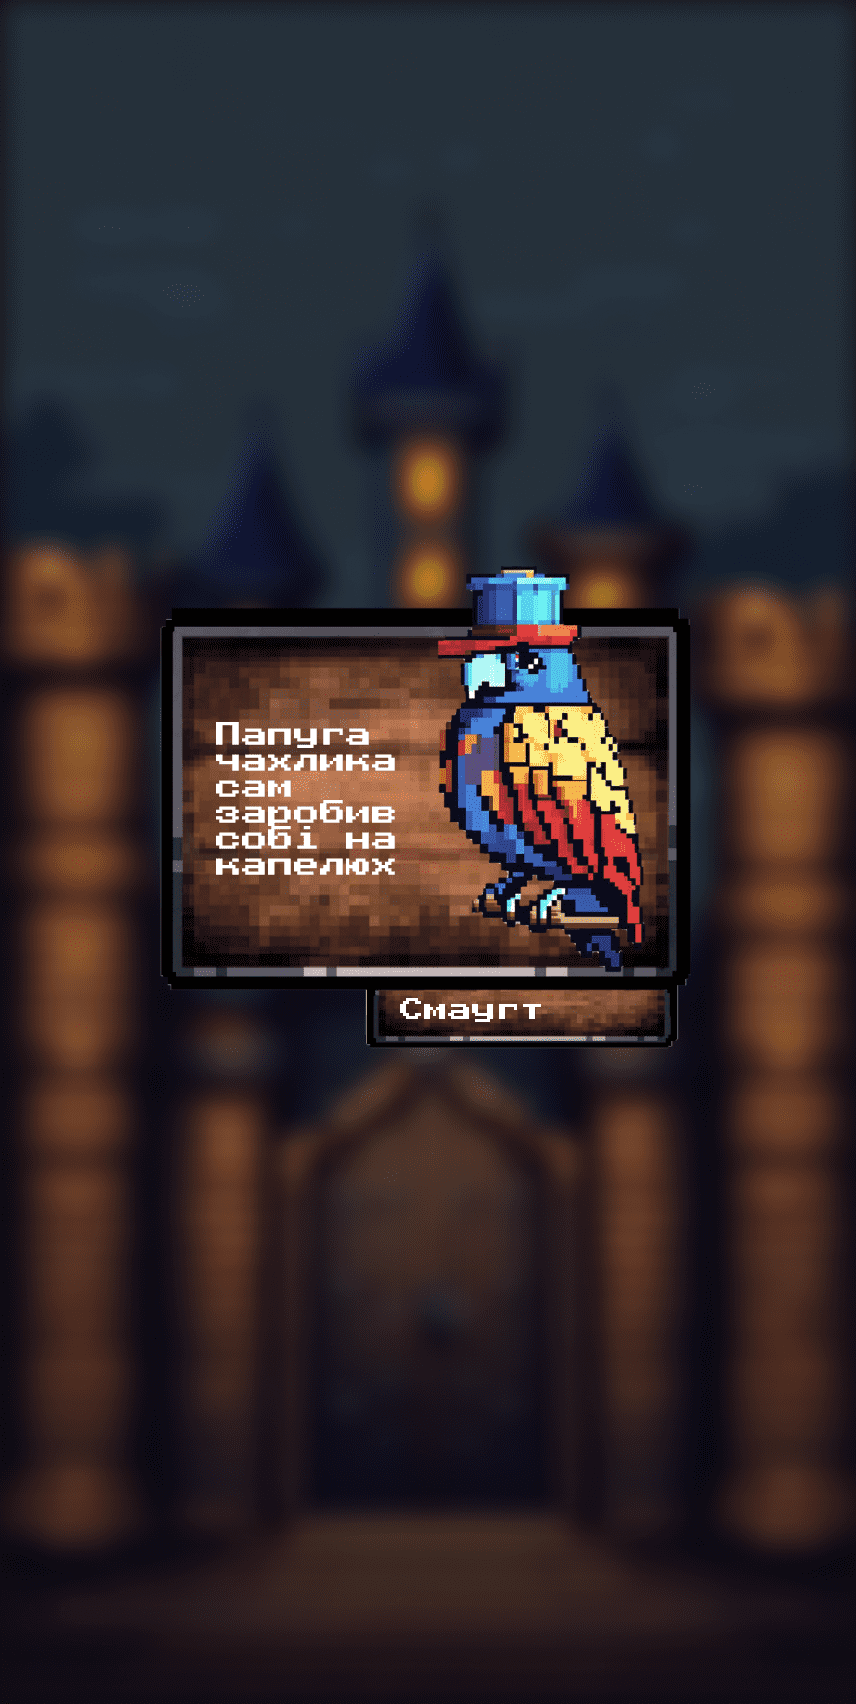 Папуга
чахлика
сам
заробив
собі на
капелюх
Смаугт